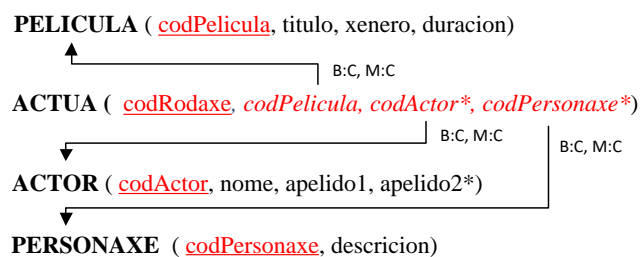 PELICULA ( codPelicula, titulo, xenero, duracion)
B:C, M:C
ACTUA ( codRodaxe, codPelicula, codActor*, codPersonaxe*)
B:C, M:C
B:C, M:C
ACTOR ( codActor, nome, apelido1, apelido2*)
PERSONAXE ( codPersonaxe, descricion)